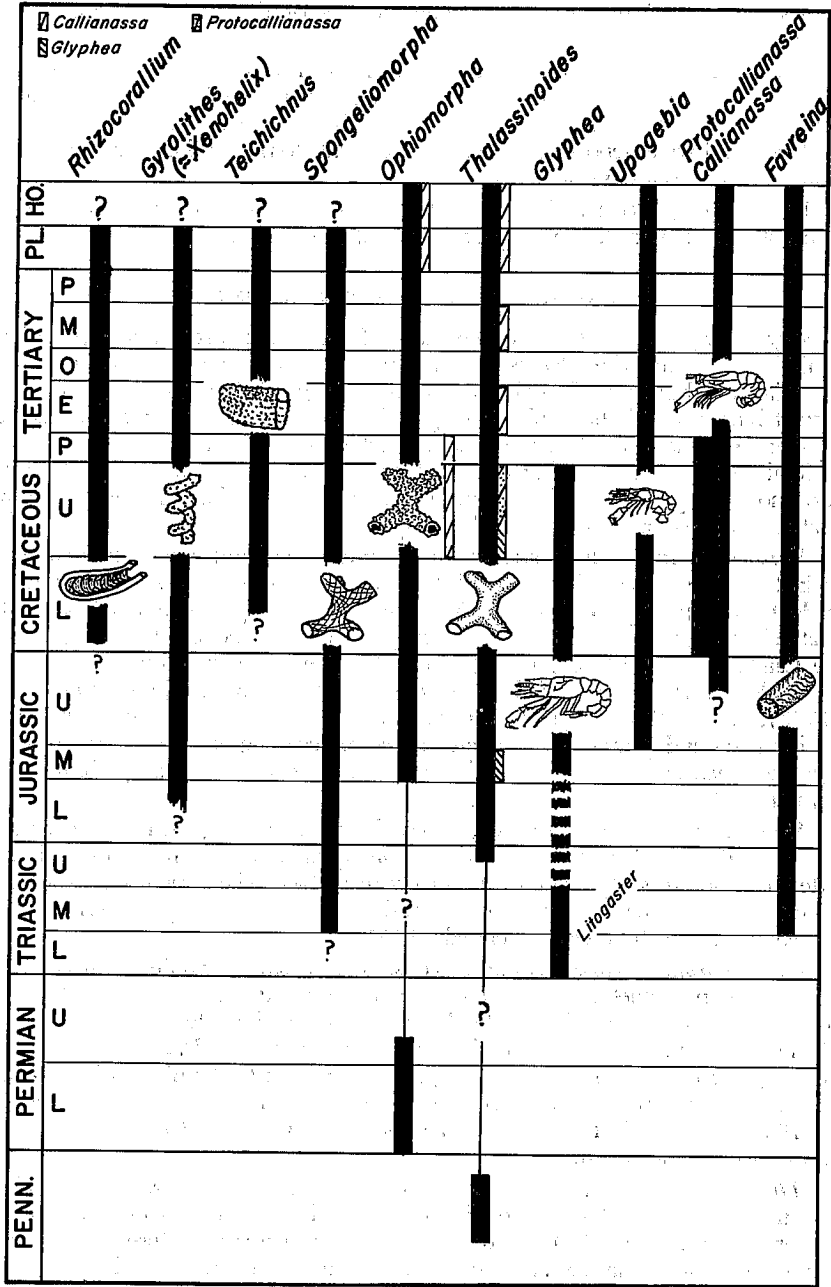 Callianassa Protocallianassa
Glyphea
Rhizocorallium
Gyrolithes
(=Xenohelix)
Teichichnus
Spongeliomorpha
Ophiomorpha
Thalassinoides
Glyphea
Upogebia
Protocallianassa
Callianassa
Favreina
HO.
? ? ? ?
PL.
TERTIARY
P
M
O
E
P
CRETACEOUS
U
L
?
?
JURASSIC
U
?
M
L
?
TRIASSIC
U
M
?
Litogaster
L
?
PERMIAN
U
?
L
PENN.